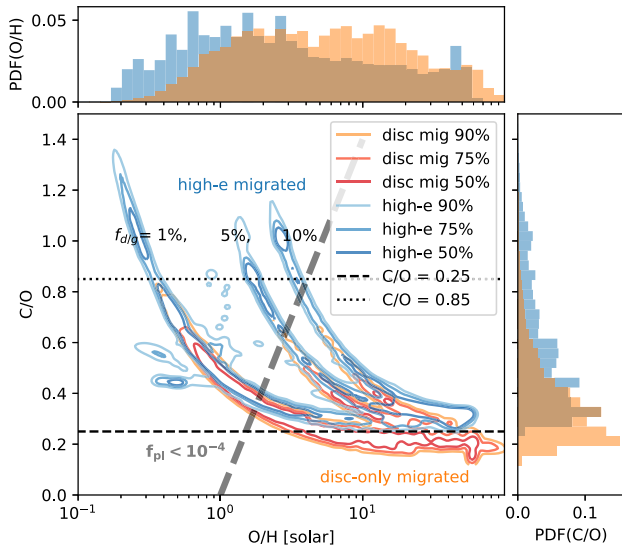 PDF(O/H)
0.05
0.00
C/O
1.4
1.2
1.0
0.8
0.6
0.4
0.2
0.0
high-e migrated
f_{d/g} = 1%, 5%, 10%
disc mig 90%
disc mig 75%
disc mig 50%
high-e 90%
high-e 75%
high-e 50%
C/O = 0.25
C/O = 0.85
f_{pl} < 10^{-4}
disc-only migrated
10^{-1} 10^{0} 10^{1}
O/H [solar]
0.0 0.1
PDF(C/O)